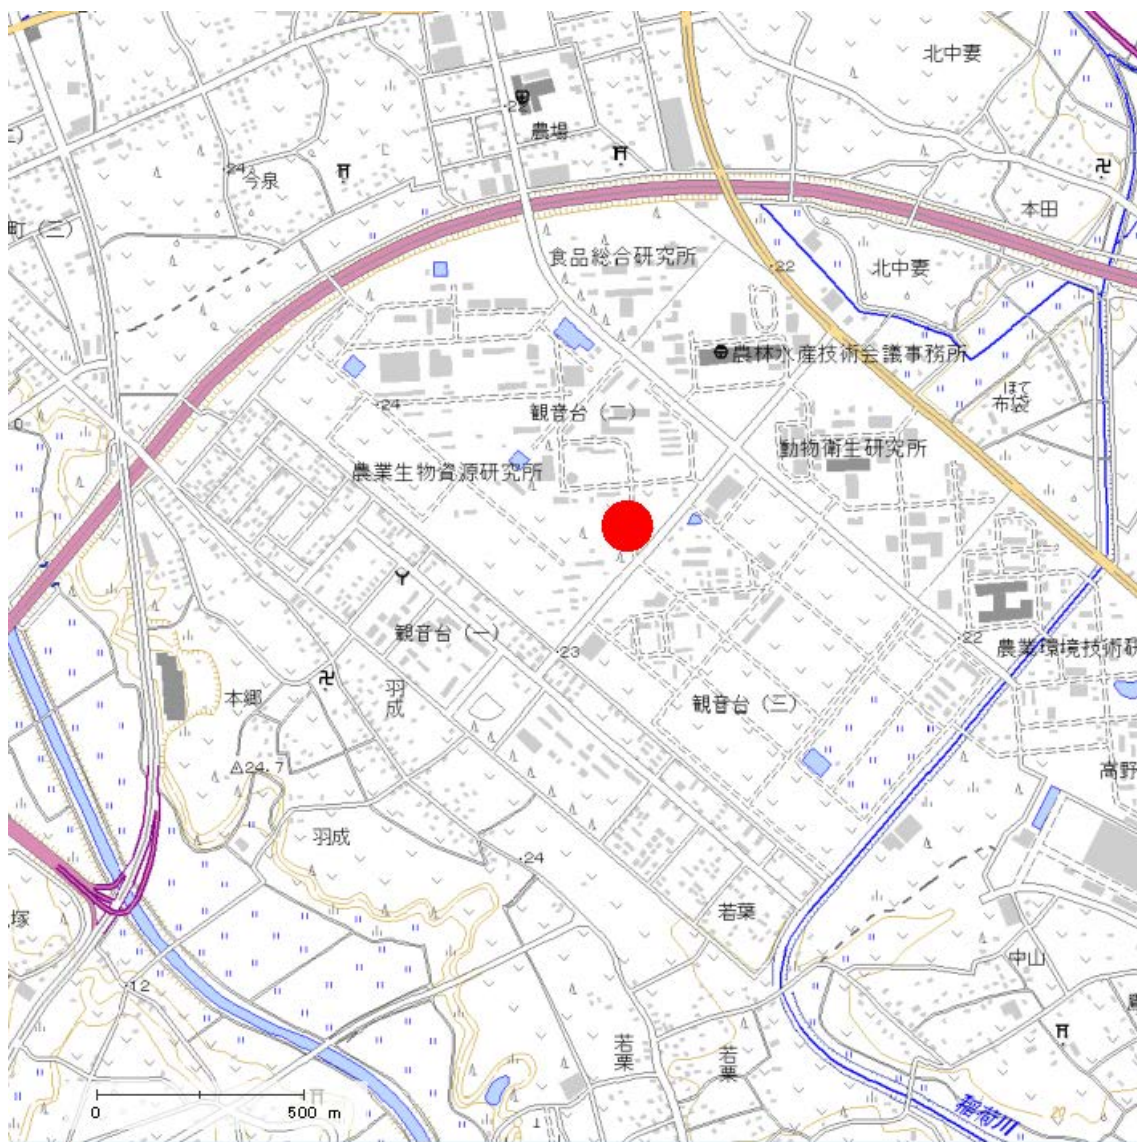 北中妻
22
農場
24
今泉
本田
町(三)
食品総合研究所
22
北中妻
農林水産技術会議事務所
ほて
布袋
24
観音台(二)
動物衛生研究所
農業生物資源研究所
観音台(一)
22
23
農業環境技術研
羽成
本郷
観音台(三)
24.7
高野
羽成
24
塚
若葉
中山
12
若栗
若栗
0 500 m
稲荷川
20